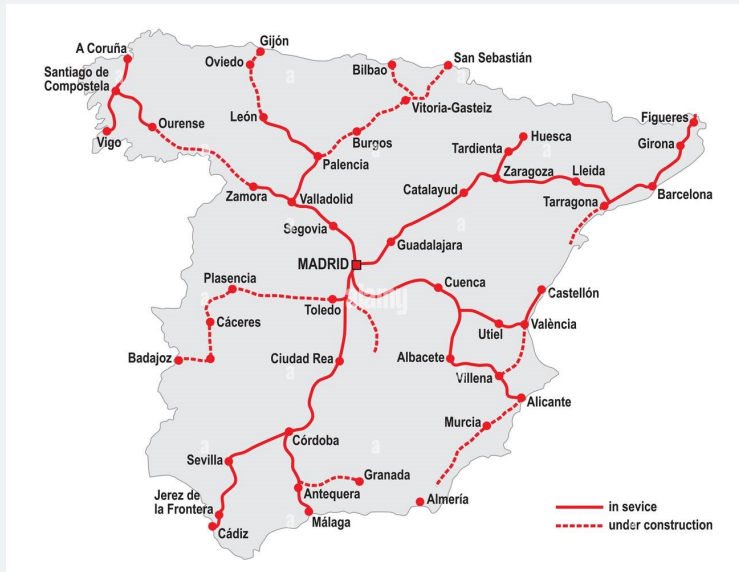 Gijón
A Coruña
Oviedo
Bilbao
San Sebastián
Santiago de
Compostela
Vitoria-Gasteiz
León
Figueres
Ourense
Burgos
Huesca
Vigo
Tardienta
Girona
Palencia
Zaragoza
Lleida
Zamora
Valladolid
Catalayud
Barcelona
Tarragona
Segovia
Guadalajara
MADRID
Plasencia
Cuenca
Castellón
alamy
Toledo
Cáceres
Utiel
València
Badajoz
Ciudad Rea
Albacete
Villena
Alicante
Murcia
Córdoba
Sevilla
Granada
Jerez de
la Frontera
Antequera
Almería
Málaga
Cádiz
in sevice
under construction
a
a
a
a
a
a
a
a
a